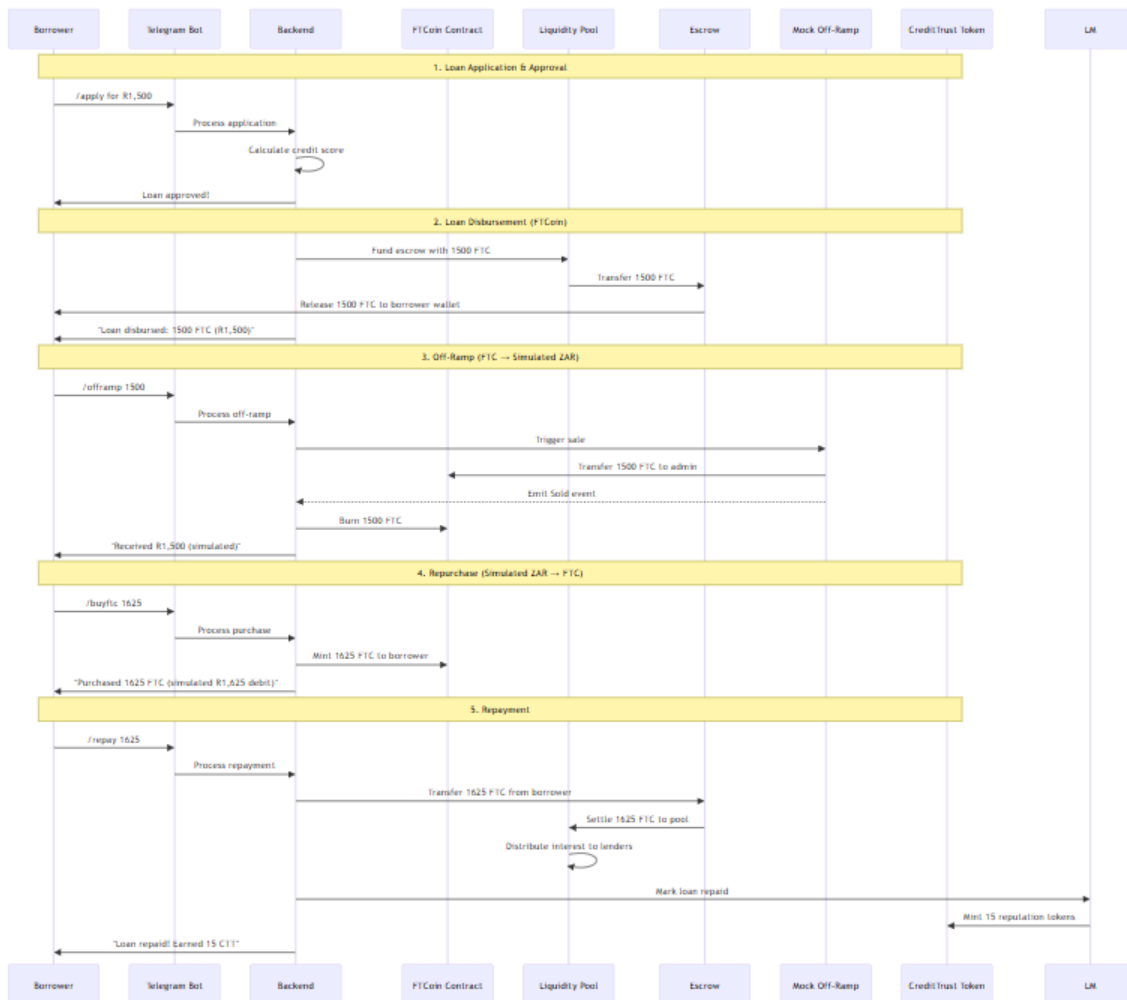 Borrower Telegram Bot Backend FTCoin Contract Liquidity Pool Escrow Mock Off-Ramp CreditTrust Token LM
1. Loan Application & Approval
/apply for R1,500
Process application
Calculate credit score
Loan approved!
2. Loan Disbursement (FTCoin)
Fund escrow with 1500 FTC
Transfer 1500 FTC
Release 1500 FTC to borrower wallet
"Loan disbursed: 1500 FTC (R1,500)"
3. Off-Ramp (FTC → Simulated ZAR)
/offramp 1500
Process off-ramp
Trigger sale
Transfer 1500 FTC to admin
Emit Sold event
Burn 1500 FTC
"Received R1,500 (simulated)"
4. Repurchase (Simulated ZAR → FTC)
/buyftc 1625
Process purchase
Mint 1625 FTC to borrower
"Purchased 1625 FTC (simulated R1,625 debit)"
5. Repayment
/repay 1625
Process repayment
Transfer 1625 FTC from borrower
Settle 1625 FTC to pool
Distribute interest to lenders
Mark loan repaid
Mint 15 reputation tokens
"Loan repaid! Earned 15 CTT"
Borrower Telegram Bot Backend FTCoin Contract Liquidity Pool Escrow Mock Off-Ramp CreditTrust Token LM